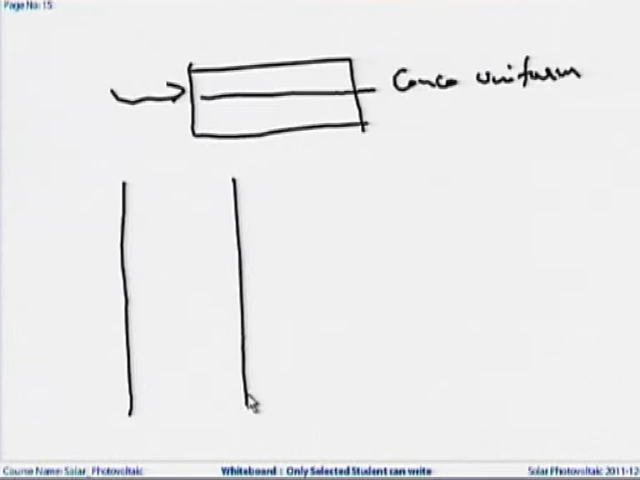 Page No: 15
Conc uniform
Course Name: Solar_Photovoltaic
Whiteboard : Only Selected Student can write
Solar Photovoltaic 2011-12